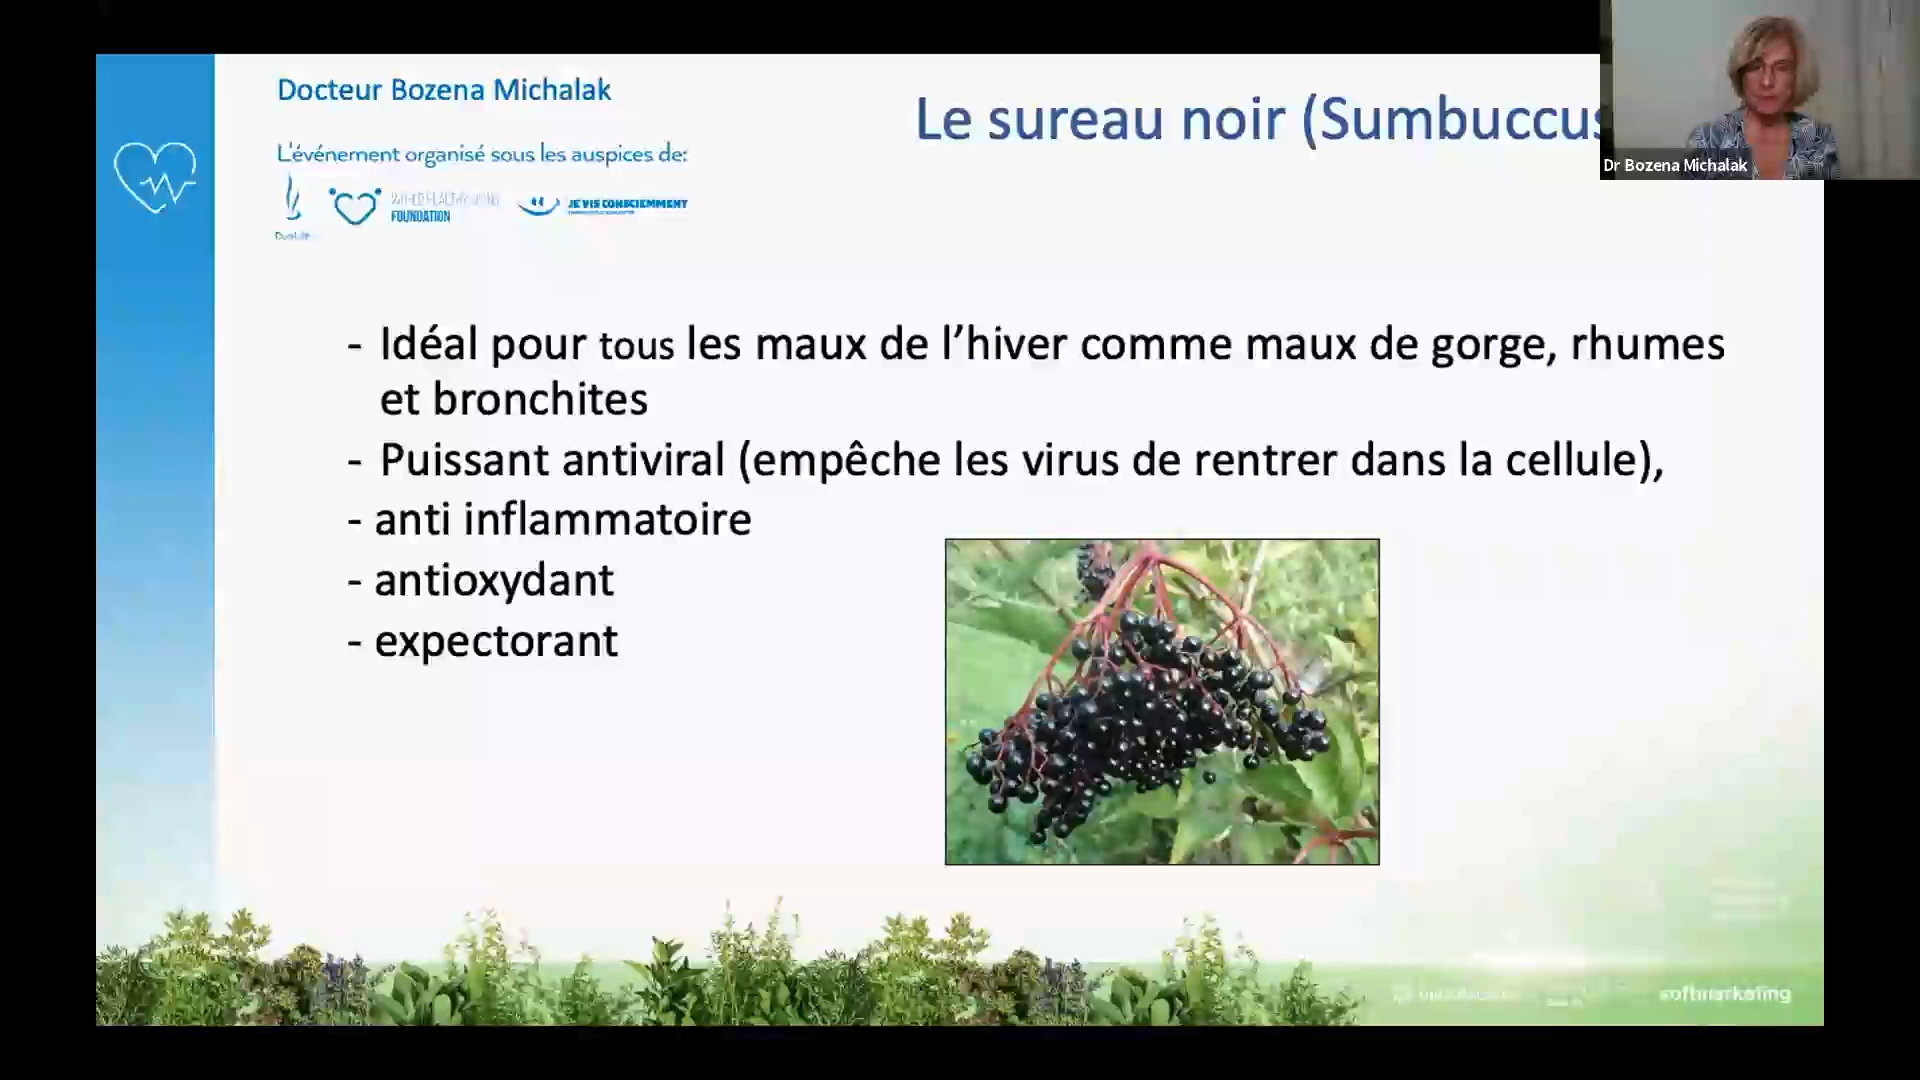 Docteur Bozena Michalak
Le sureau noir (Sumbuccus
Dr Bozena Michalak
L'événement organisé sous les auspices de:
FOUNDATION
JE VIS CONSCIEMMENT
- Idéal pour tous les maux de l’hiver comme maux de gorge, rhumes
et bronchites
- Puissant antiviral (empêche les virus de rentrer dans la cellule),
- anti inflammatoire
- antioxydant
- expectorant
softmarketing